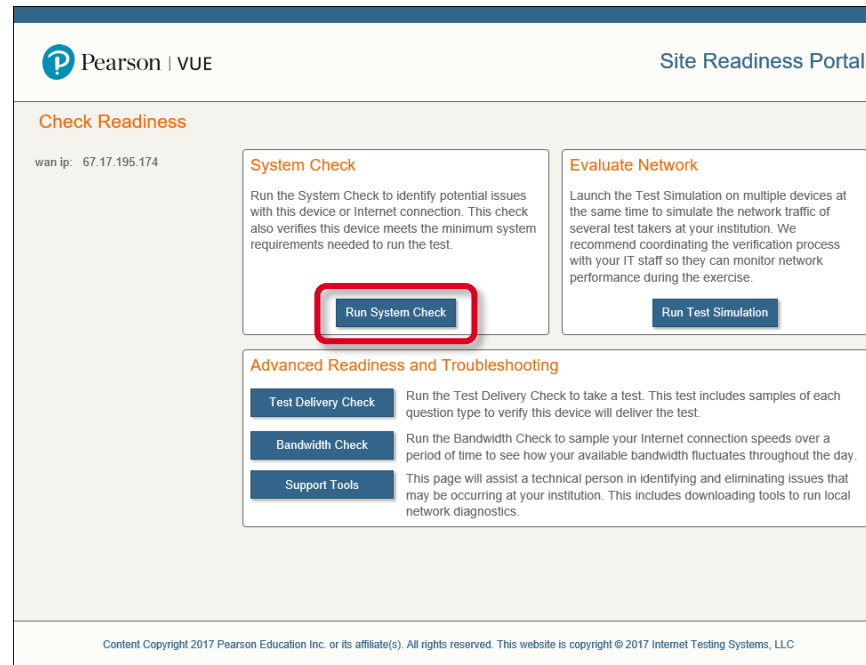 Pearson | VUE
Site Readiness Portal
Check Readiness
wan ip: 67.17.195.174
System Check
Run the System Check to identify potential issues
with this device or Internet connection. This check
also verifies this device meets the minimum system
requirements needed to run the test.
Run System Check
Evaluate Network
Launch the Test Simulation on multiple devices at
the same time to simulate the network traffic of
several test takers at your institution. We
recommend coordinating the verification process
with your IT staff so they can monitor network
performance during the exercise.
Run Test Simulation
Advanced Readiness and Troubleshooting
Test Delivery Check
Run the Test Delivery Check to take a test. This test includes samples of each
question type to verify this device will deliver the test.
Bandwidth Check
Run the Bandwidth Check to sample your Internet connection speeds over a
period of time to see how your available bandwidth fluctuates throughout the day.
Support Tools
This page will assist a technical person in identifying and eliminating issues that
may be occurring at your institution. This includes downloading tools to run local
network diagnostics.
Content Copyright 2017 Pearson Education Inc. or its affiliate(s). All rights reserved. This website is copyright © 2017 Internet Testing Systems, LLC